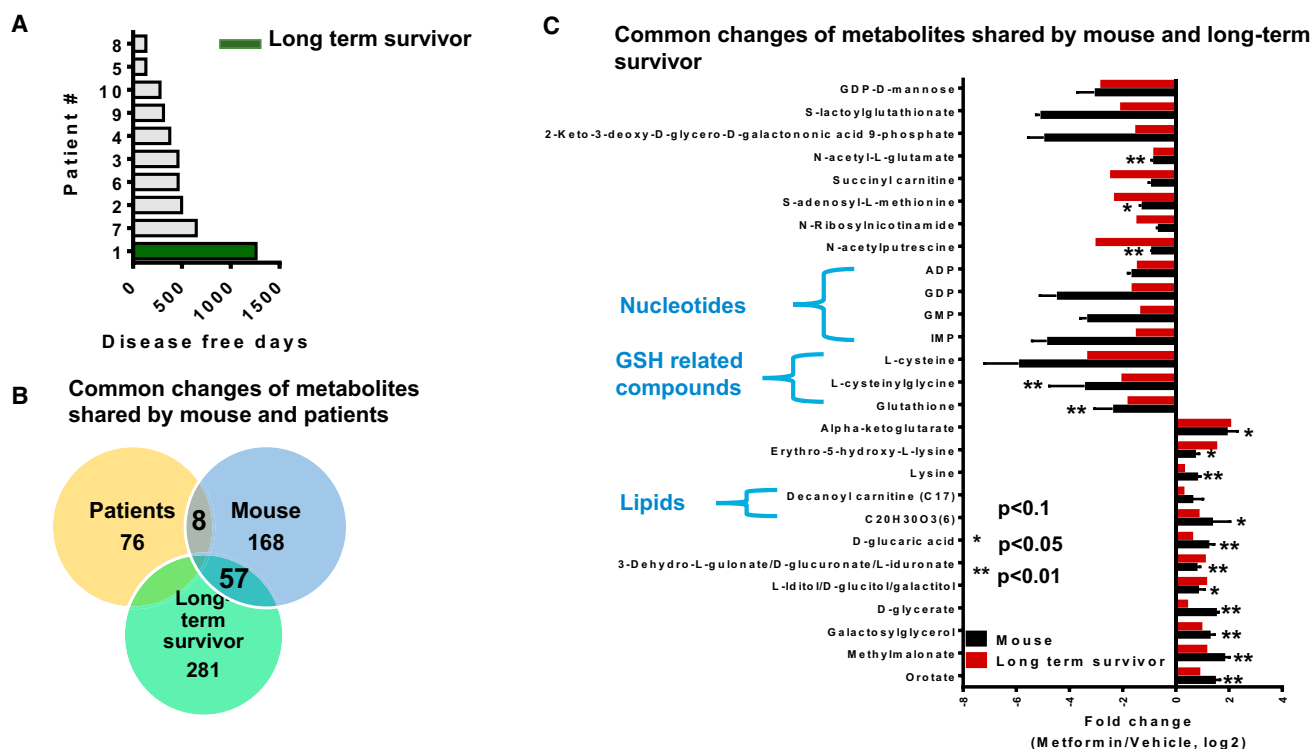 A
Long term survivor
8
5
10
9
4
3
6
2
7
1
Patient #
0
500
1000
1500
Disease free days
B
Common changes of metabolites
shared by mouse and patients
Patients
76
8
Mouse
168
57
Long-
term
survivor
281
C
Common changes of metabolites shared by mouse and long-term
survivor
GDP-D-mannose
S-lactoylglutathionate
2-Keto-3-deoxy-D-glycero-D-galactononic acid 9-phosphate
N-acetyl-L-glutamate **
Succinyl carnitine
S-adenosyl-L-methionine *
N-Ribosylnicotinamide
N-acetylputrescine **
ADP
GDP
GMP
IMP
Nucleotides
L-cysteine
L-cysteinylglycine **
Glutathione **
GSH related
compounds
Alpha-ketoglutarate *
Erythro-5-hydroxy-L-lysine *
Lysine **
Decanoyl carnitine (C17)
C20H30O3(6) *
Lipids
D-glucaric acid **
3-Dehydro-L-gulonate/D-glucuronate/L-iduronate **
L-Iditol/D-glucitol/galactitol *
D-glycerate **
Galactosylglycerol **
Methylmalonate **
Orotate **
p<0.1
* p<0.05
** p<0.01
Mouse
Long term survivor
-8
-6
-4
-2
0
2
4
Fold change
(Metformin/Vehicle, log2)